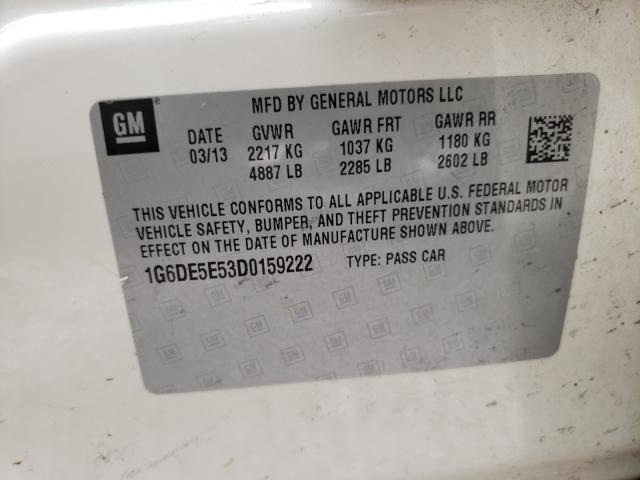 GM
MFD BY GENERAL MOTORS LLC
DATE GVWR GAWR FRT GAWR RR
03/13 2217 KG 1037 KG 1180 KG
4887 LB 2285 LB 2602 LB
THIS VEHICLE CONFORMS TO ALL APPLICABLE U.S. FEDERAL MOTOR
VEHICLE SAFETY, BUMPER, AND THEFT PREVENTION STANDARDS IN
EFFECT ON THE DATE OF MANUFACTURE SHOWN ABOVE.
1G6DE5E53D0159222 TYPE: PASS CAR